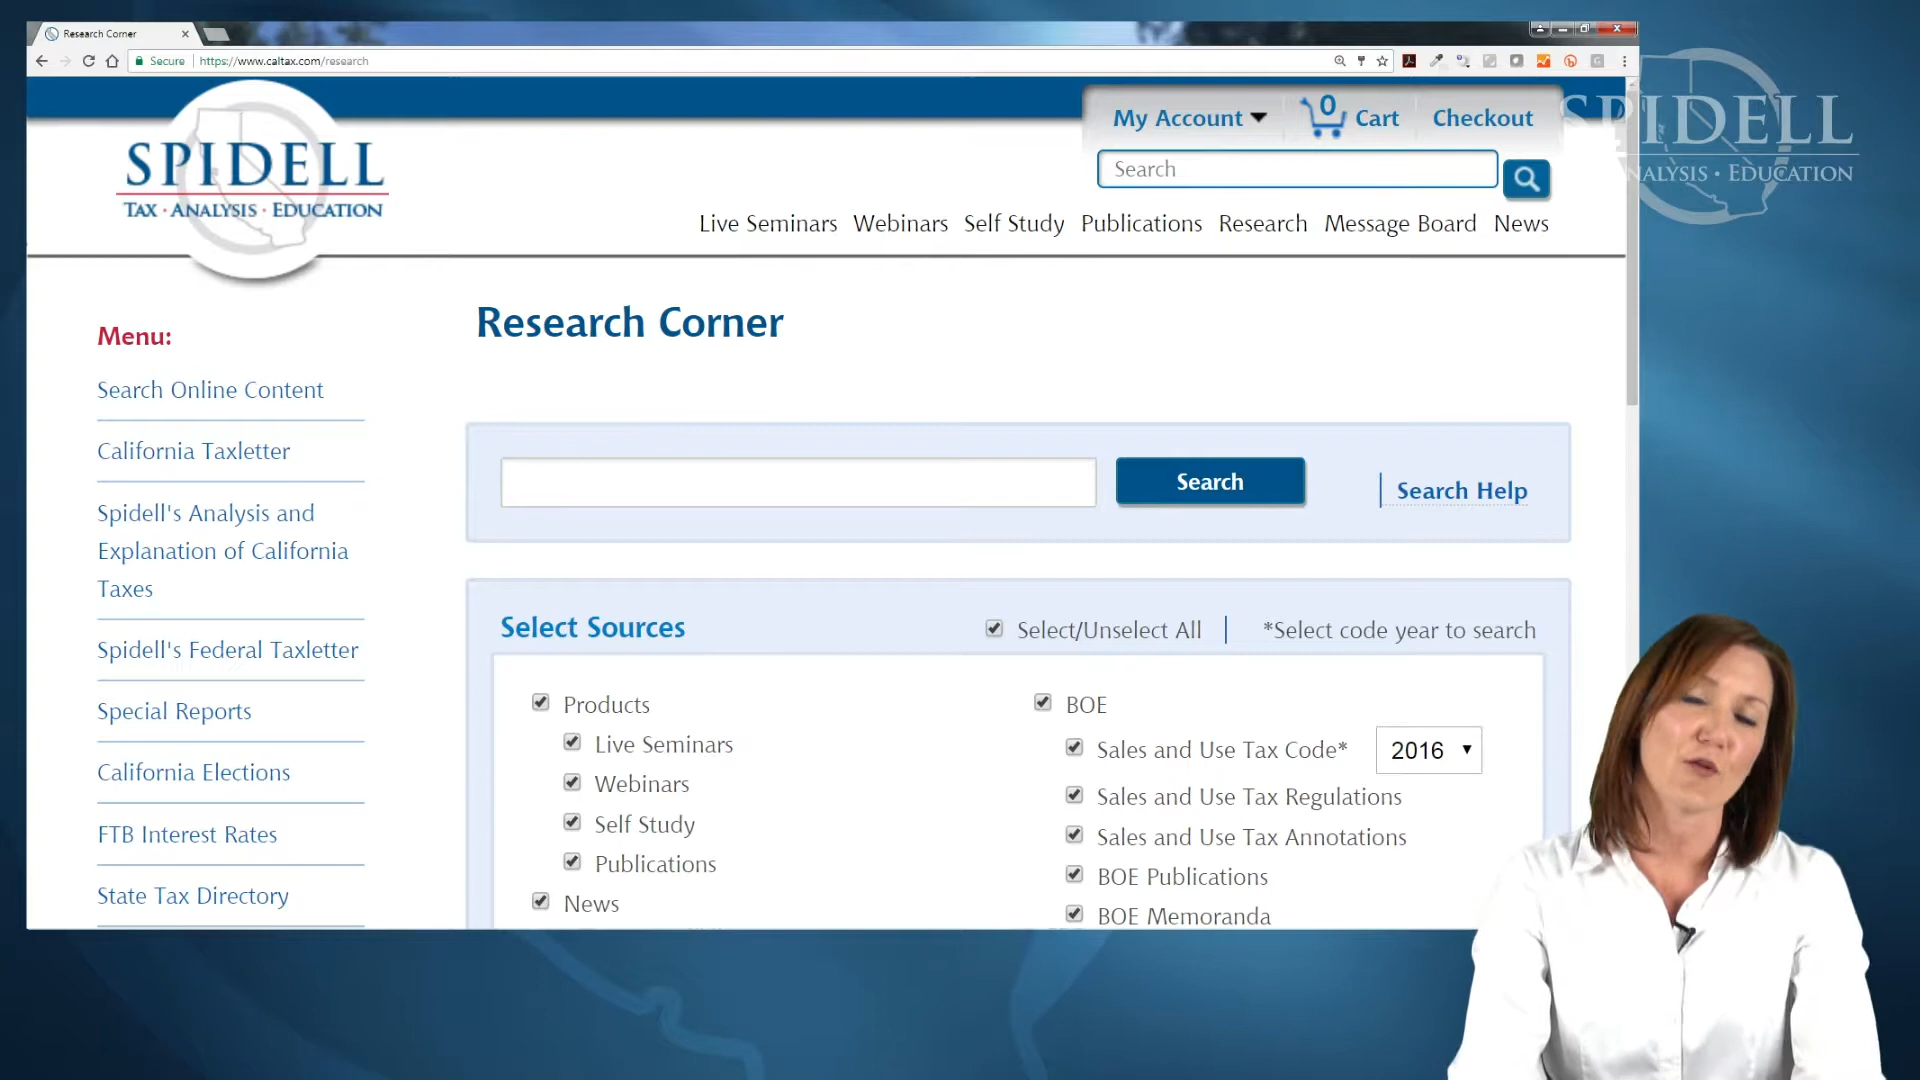 Research Corner
Secure
https://www.caltax.com/research
My Account
0
Cart
Checkout
SPIDELL
TAX · ANALYSIS · EDUCATION
Search
SPIDELL
NALYSIS · EDUCATION
Live Seminars
Webinars
Self Study
Publications
Research
Message Board
News
Research Corner
Menu:
Search Online Content
California Taxletter
Spidell's Analysis and
Explanation of California
Taxes
Spidell's Federal Taxletter
Special Reports
California Elections
FTB Interest Rates
State Tax Directory
Search
Search Help
Select Sources
Select/Unselect All
*Select code year to search
Products
Live Seminars
Webinars
Self Study
Publications
News
BOE
Sales and Use Tax Code*
2016
Sales and Use Tax Regulations
Sales and Use Tax Annotations
BOE Publications
BOE Memoranda